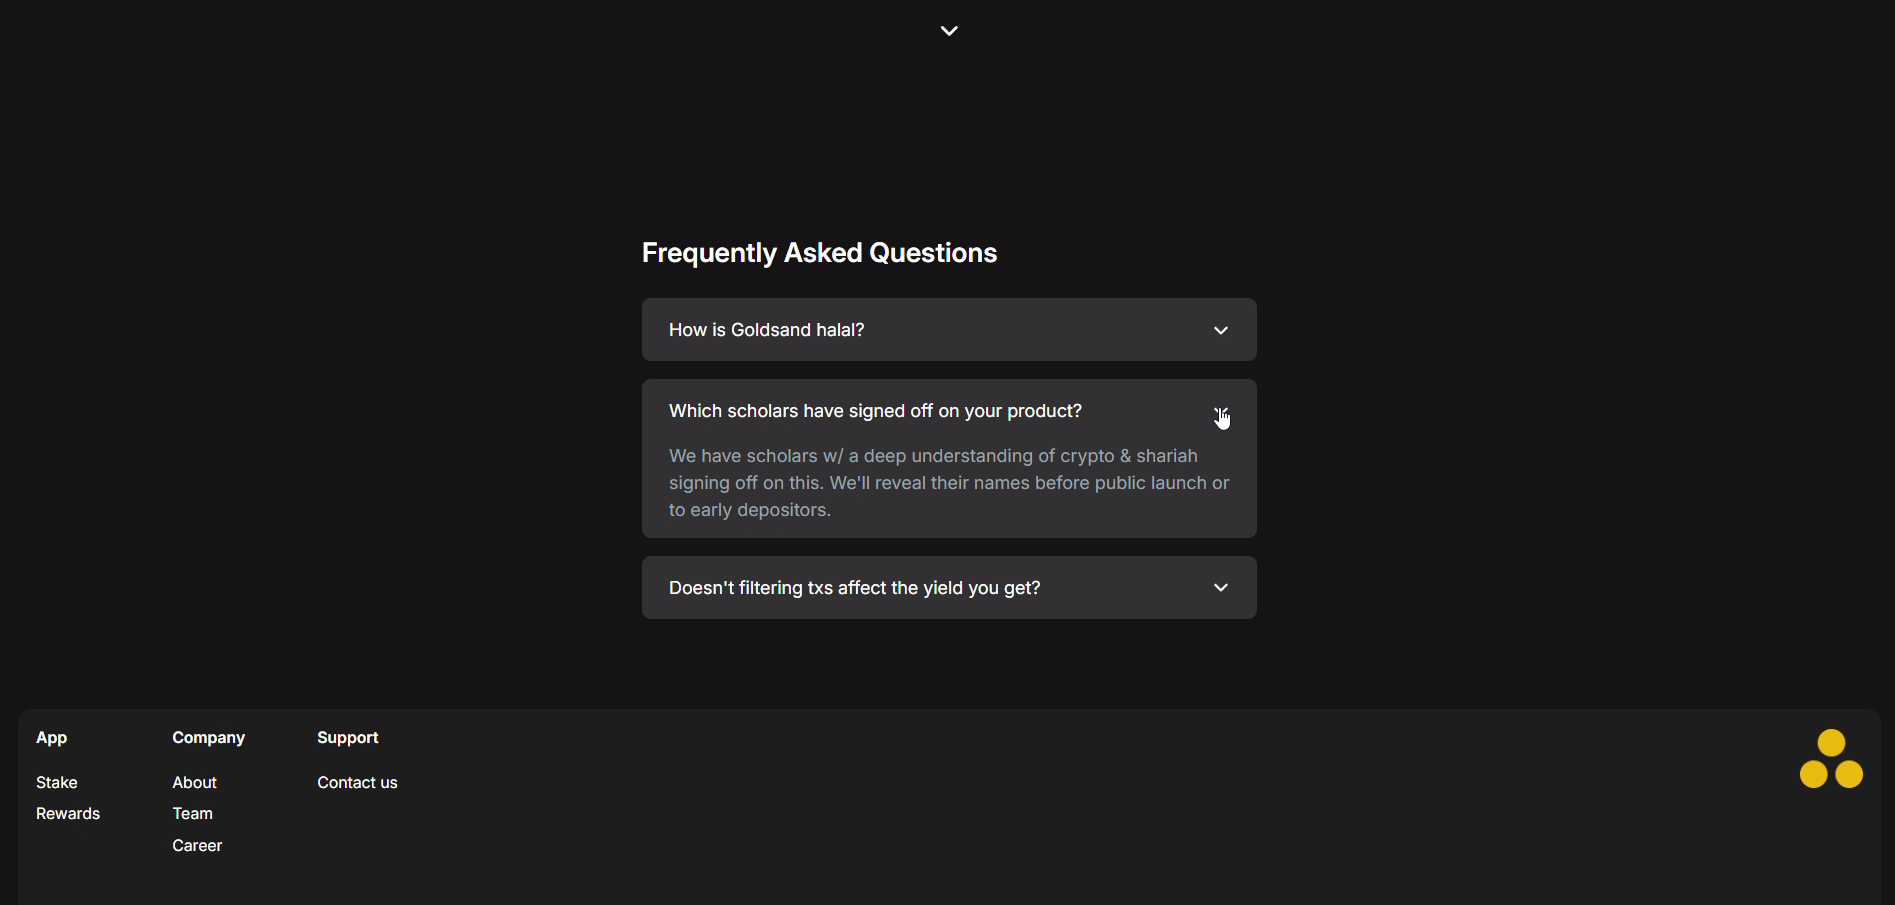 Frequently Asked Questions
How is Goldsand halal?
Which scholars have signed off on your product?
We have scholars w/ a deep understanding of crypto & shariah
signing off on this. We'll reveal their names before public launch or
to early depositors.
Doesn't filtering txs affect the yield you get?
App
Stake
Rewards
Company
About
Team
Career
Support
Contact us